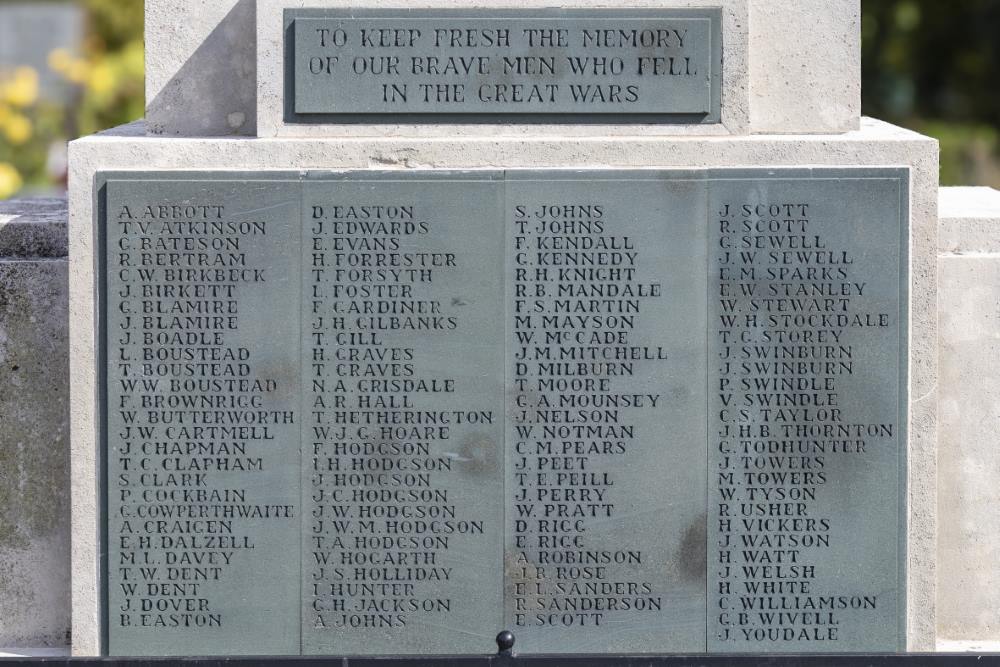 TO KEEP FRESH THE MEMORY
OF OUR BRAVE MEN WHO FELL
IN THE GREAT WARS
A. ABBOTT
T.V. ATKINSON
G. BATESON
R. BERTRAM
C.W. BIRKBECK
J. BIRKETT
G. BLAMIRE
J. BLAMIRE
J. BOADLE
L. BOUSTEAD
T. BOUSTEAD
W.W. BOUSTEAD
F. BROWNRIGG
W. BUTTERWORTH
J.W. CARTMELL
J. CHAPMAN
T.C. CLAPHAM
S. CLARK
P. COCKBAIN
G. COWPERTHWAITE
A. CRAIGEN
E.H. DALZELL
M.L. DAVEY
T.W. DENT
W. DENT
J. DOVER
B. EASTON
D. EASTON
J. EDWARDS
E. EVANS
H. FORRESTER
T. FORSYTH
L. FOSTER
F. GARDINER
J.H. GILBANKS
T. GILL
H. GRAVES
T. GRAVES
N.A. GRISDALE
A.R. HALL
T. HETHERINGTON
W.J.G. HOARE
F. HODGSON
I.H. HODGSON
J. HODGSON
J.C. HODGSON
J.W. HODGSON
J.W.M. HODGSON
T.A. HODGSON
W. HOGARTH
J.S. HOLLIDAY
I. HUNTER
G.H. JACKSON
A. JOHNS
S. JOHNS
T. JOHNS
F. KENDALL
G. KENNEDY
R.H. KNIGHT
R.B. MANDALE
F.S. MARTIN
M. MAYSON
W. McCADE
J.M. MITCHELL
D. MILBURN
T. MOORE
G.A. MOUNSEY
J. NELSON
W. NOTMAN
C.M. PEARS
J. PEET
T.E. PEILL
J. PERRY
W. PRATT
D. RIGG
E. RIGG
A. ROBINSON
J.B. ROSE
E.L. SANDERS
R. SANDERSON
E. SCOTT
J. SCOTT
R. SCOTT
G. SEWELL
J.W. SEWELL
E.M. SPARKS
E.W. STANLEY
W. STEWART
W.H. STOCKDALE
T.G. STOREY
J. SWINBURN
J. SWINBURN
P. SWINDLE
V. SWINDLE
C.S. TAYLOR
J.H.B. THORNTON
G. TODHUNTER
J. TOWERS
M. TOWERS
W. TYSON
R. USHER
H. VICKERS
J. WATSON
H. WATT
J. WELSH
H. WHITE
C. WILLIAMSON
G.B. WIVELL
J. YOUDALE